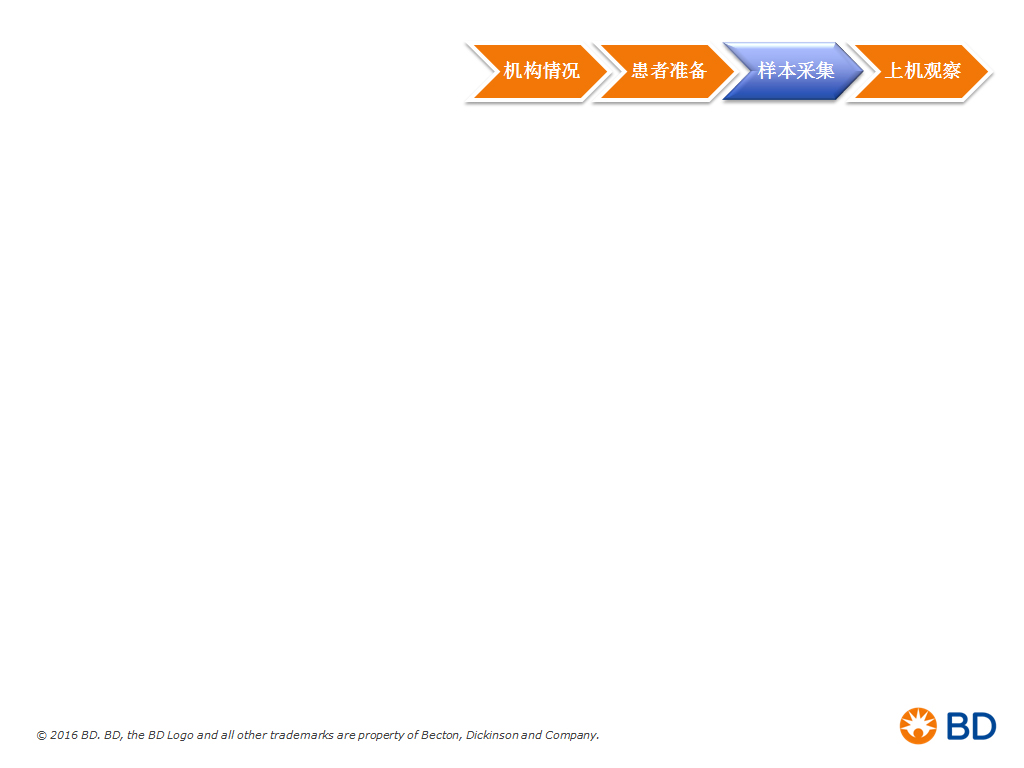 机构情况 患者准备 样本采集 上机观察
© 2016 BD. BD, the BD Logo and all other trademarks are property of Becton, Dickinson and Company.
BD